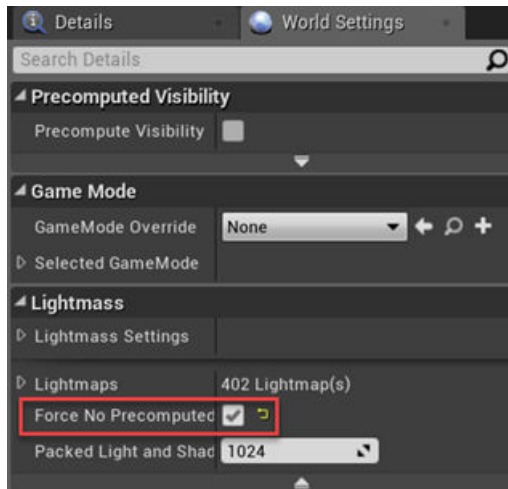 Details
World Settings
Search Details
Precomputed Visibility
Precompute Visibility
Game Mode
GameMode Override None
Selected GameMode
Lightmass
Lightmass Settings
Lightmaps 402 Lightmap(s)
Force No Precomputed
Packed Light and Shad 1024